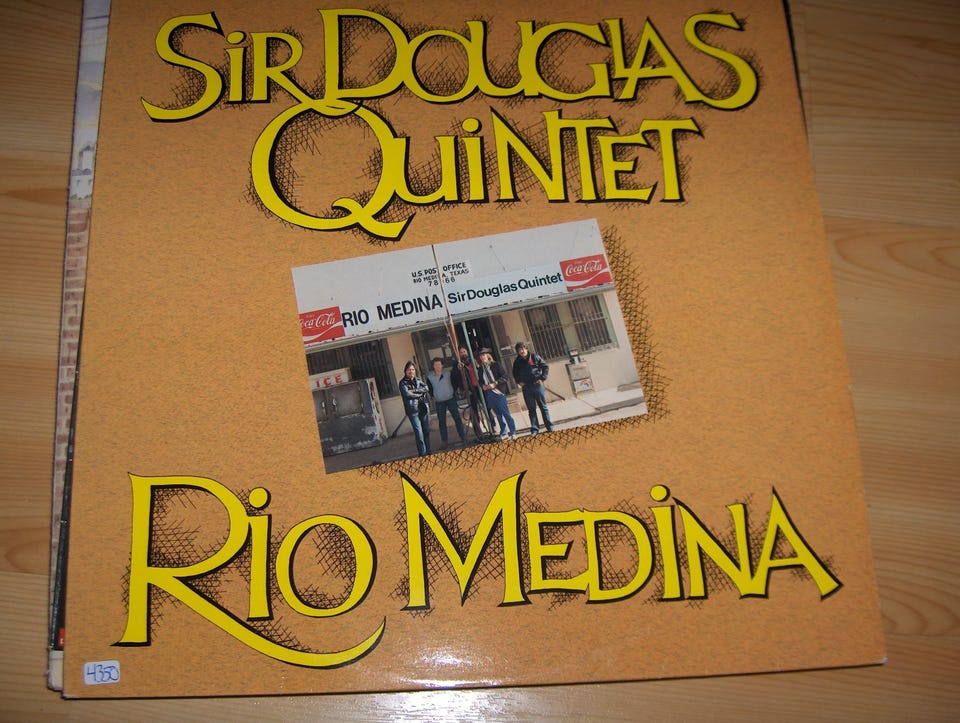 Sir Douglas
Quintet
U.S. POST OFFICE
RIO MEDINA, TEXAS
78066
Coca-Cola
RIO MEDINA Sir Douglas Quintet
Coca-Cola
ICE
Rio Medina
4350